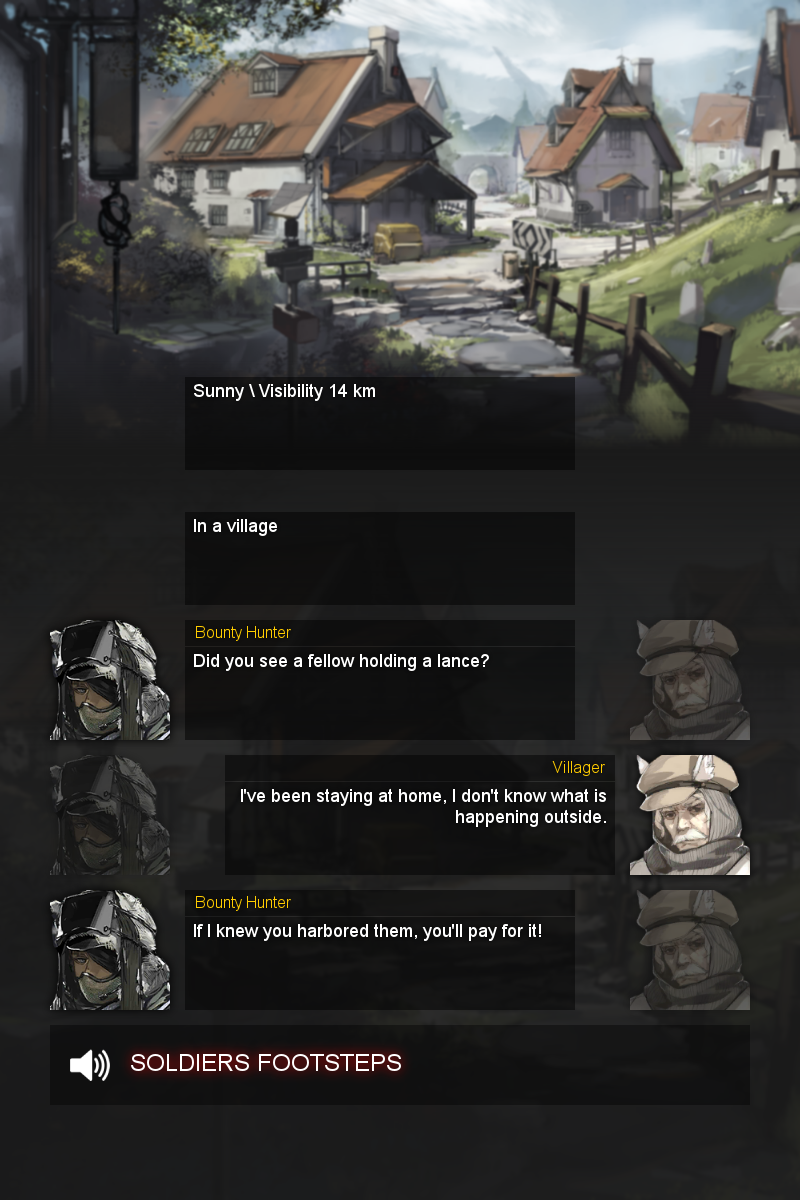 Sunny \ Visibility 14 km
In a village
Bounty Hunter
Did you see a fellow holding a lance?
Villager
I've been staying at home, I don't know what is
happening outside.
Bounty Hunter
If I knew you harbored them, you'll pay for it!
SOLDIERS FOOTSTEPS